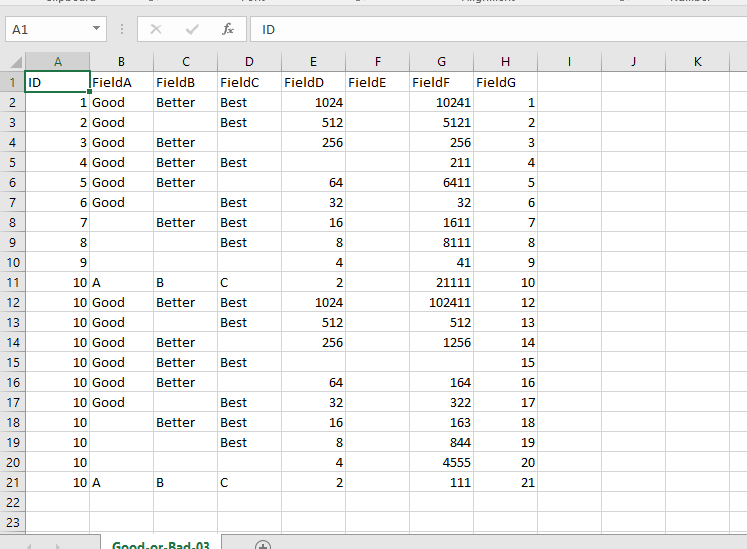 A1 fx ID
A B C D E F G H I J K
1 ID FieldA FieldB FieldC FieldD FieldE FieldF FieldG
2 1 Good Better Best 1024 10241 1
3 2 Good Best 512 5121 2
4 3 Good Better 256 256 3
5 4 Good Better Best 211 4
6 5 Good Better 64 6411 5
7 6 Good Best 32 32 6
8 7 Better Best 16 1611 7
9 8 Best 8 8111 8
10 9 4 41 9
11 10 A B C 2 21111 10
12 10 Good Better Best 1024 102411 12
13 10 Good Best 512 512 13
14 10 Good Better 256 1256 14
15 10 Good Better Best 15
16 10 Good Better 64 164 16
17 10 Good Best 32 322 17
18 10 Better Best 16 163 18
19 10 Best 8 844 19
20 10 4 4555 20
21 10 A B C 2 111 21
22
23
Good-or-Bad-03